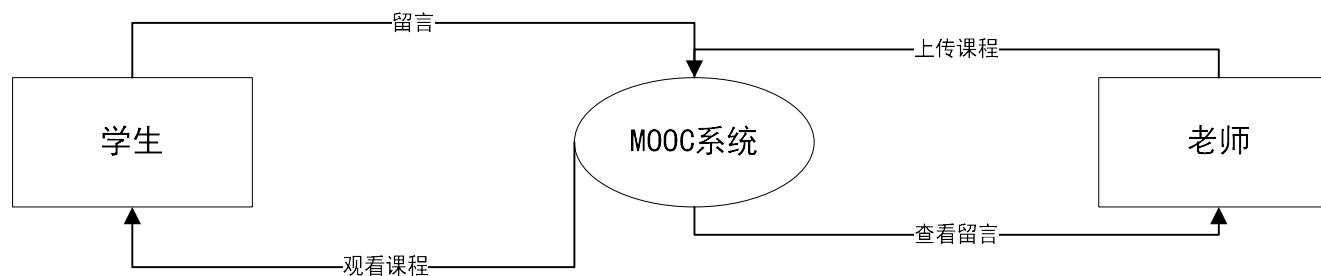 留言
上传课程
学生
MOOC系统
老师
查看留言
观看课程